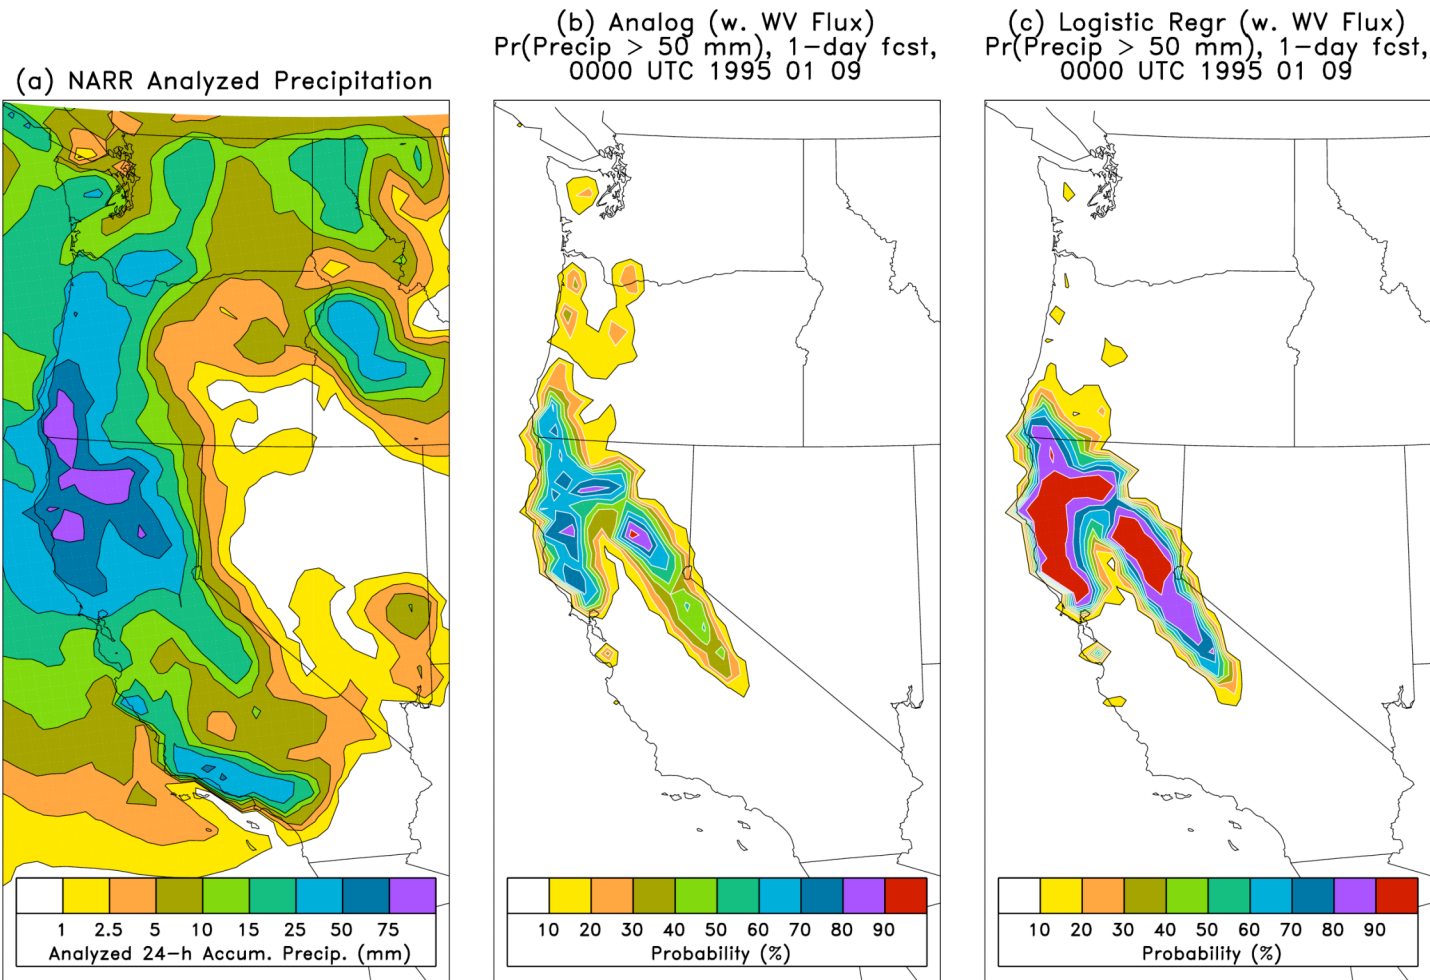 (a) NARR Analyzed Precipitation
1 2.5 5 10 15 25 50 75
Analyzed 24-h Accum. Precip. (mm)
(b) Analog (w. WV Flux)
Pr(Precip > 50 mm), 1-day fcst,
0000 UTC 1995 01 09
10 20 30 40 50 60 70 80 90
Probability (%)
(c) Logistic Regr (w. WV Flux)
Pr(Precip > 50 mm), 1-day fcst,
0000 UTC 1995 01 09
10 20 30 40 50 60 70 80 90
Probability (%)